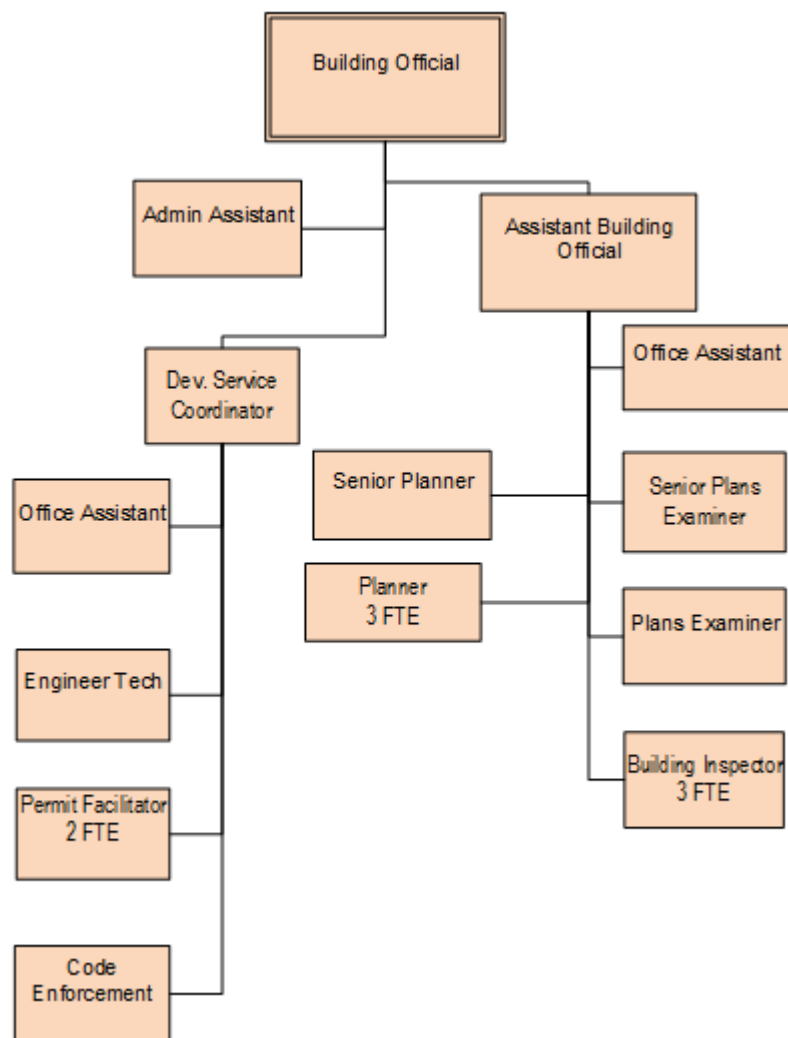 Building Official
Admin Assistant
Assistant Building
Official
Office Assistant
Dev. Service
Coordinator
Senior Planner
Senior Plans
Examiner
Office Assistant
Planner
3 FTE
Plans Examiner
Engineer Tech
Building Inspector
3 FTE
Permit Facilitator
2 FTE
Code
Enforcement